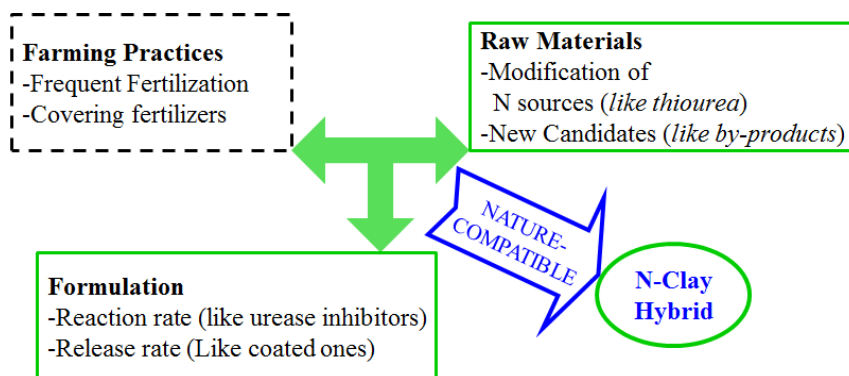 Farming Practices
-Frequent Fertilization
-Covering fertilizers
Raw Materials
-Modification of
N sources (like thiourea)
-New Candidates (like by-products)
NATURE-
COMPATIBLE
N-Clay
Hybrid
Formulation
-Reaction rate (like urease inhibitors)
-Release rate (Like coated ones)